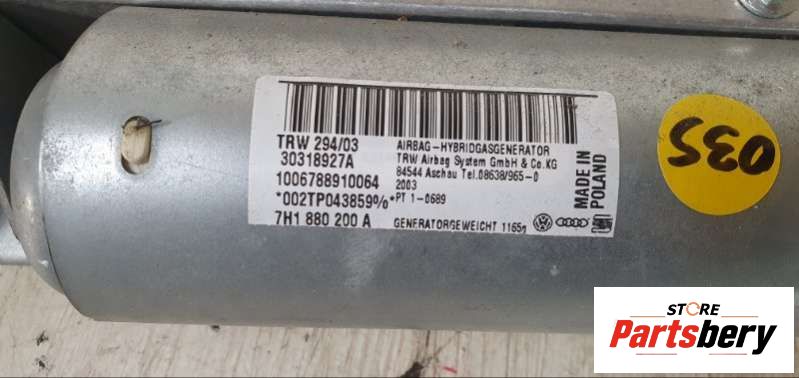 TRW 294/03
30318927A
1006788910064
*002TP043859%*
7H1 880 200 A
AIRBAG-HYBRIDGASGENERATOR
TRW Airbag System GmbH & Co.KG
84544 Aschau Tel.08638/965-0
2003
PT 1-0689
GENERATORGEWEICHT 1165g
MADE IN
POLAND
035
STORE
Partsbery